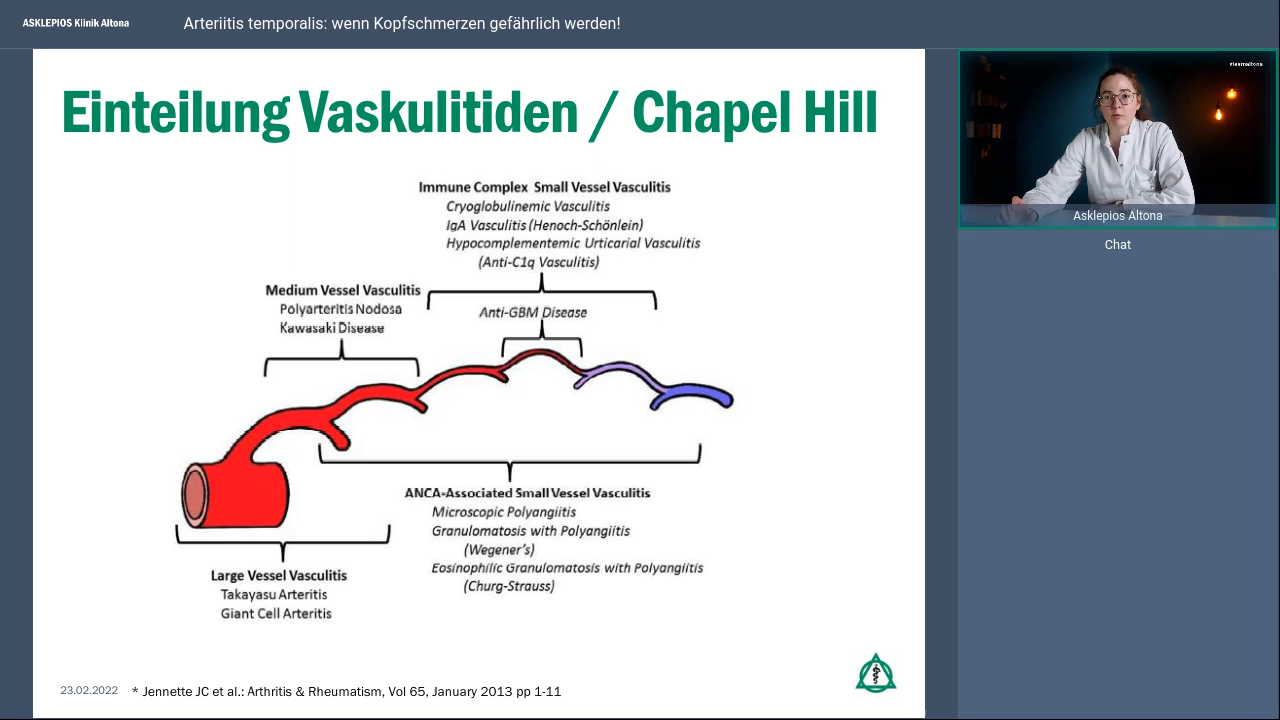 ASKLEPIOS Klinik Altona
Arteriitis temporalis: wenn Kopfschmerzen gefährlich werden!
Einteilung Vaskulitiden / Chapel Hill
Immune Complex Small Vessel Vasculitis
Cryoglobulinemic Vasculitis
IgA Vasculitis (Henoch-Schönlein)
Hypocomplementemic Urticarial Vasculitis
(Anti-C1q Vasculitis)
Medium Vessel Vasculitis
Polyarteritis Nodosa
Kawasaki Disease
Anti-GBM Disease
ANCA-Associated Small Vessel Vasculitis
Microscopic Polyangiitis
Granulomatosis with Polyangiitis
(Wegener's)
Eosinophilic Granulomatosis with Polyangiitis
(Churg-Strauss)
Large Vessel Vasculitis
Takayasu Arteritis
Giant Cell Arteritis
23.02.2022
* Jennette JC et al.: Arthritis & Rheumatism, Vol 65, January 2013 pp 1-11
#teamaltona
Asklepios Altona
Chat